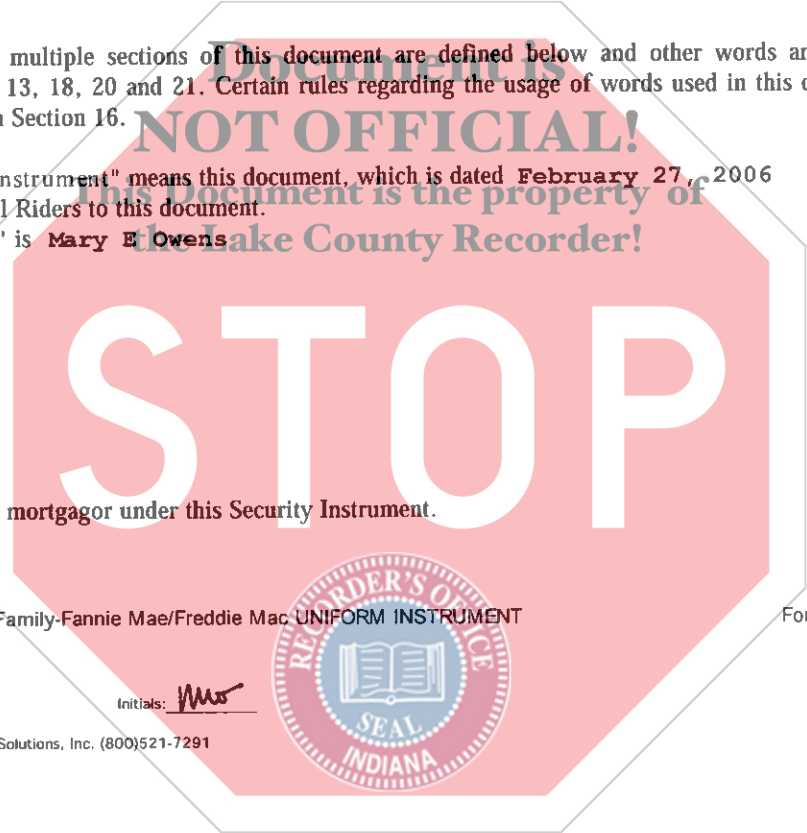 multiple sections of this document are defined below and other words ar
Document is
13, 18, 20 and 21. Certain rules regarding the usage of words used in this
Section 16.
NOT OFFICIAL!
nstrument" means this document, which is dated February 27, 2006
This Document is the property of
l Riders to this document.
" is Mary E Owens
the Lake County Recorder!
STOP
mortgagor under this Security Instrument.
Family-Fannie Mae/Freddie Mac UNIFORM INSTRUMENT
RECORDER'S OFFICE
SEAL
INDIANA
Initials: MEO
Solutions, Inc. (800)521-7291